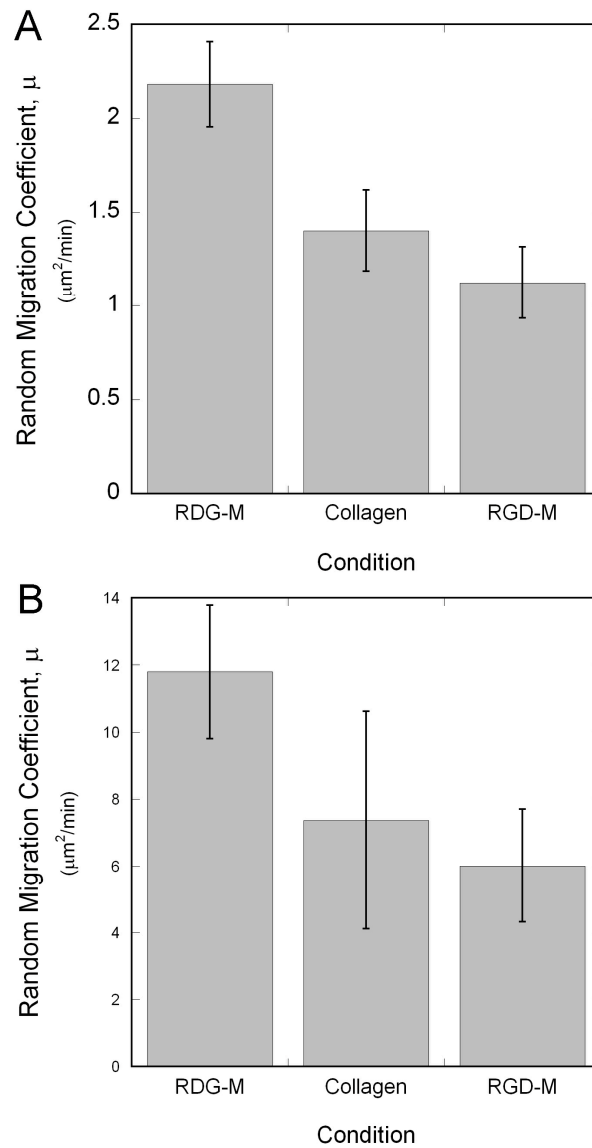 A
Random Migration Coefficient, μ
(μm²/min)
2.5
2
1.5
1
0.5
0
RDG-M Collagen RGD-M
Condition
B
Random Migration Coefficient, μ
(μm²/min)
14
12
10
8
6
4
2
0
RDG-M Collagen RGD-M
Condition